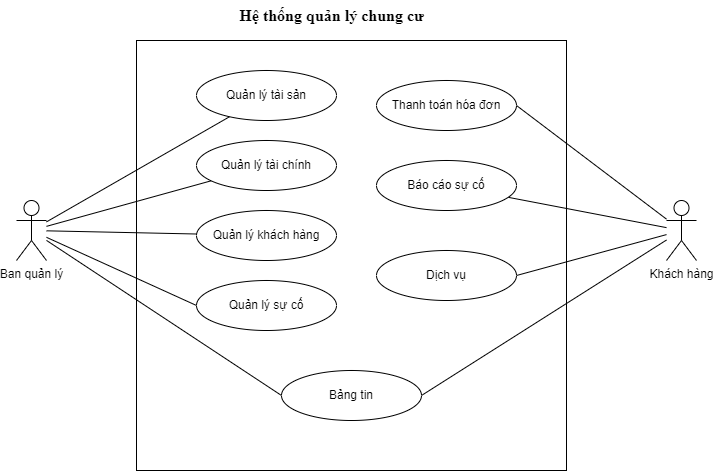 Hệ thống quản lý chung cư
Quản lý tài sản
Thanh toán hóa đơn
Quản lý tài chính
Báo cáo sự cố
Quản lý khách hàng
Ban quản lý
Khách hàng
Dịch vụ
Quản lý sự cố
Bảng tin